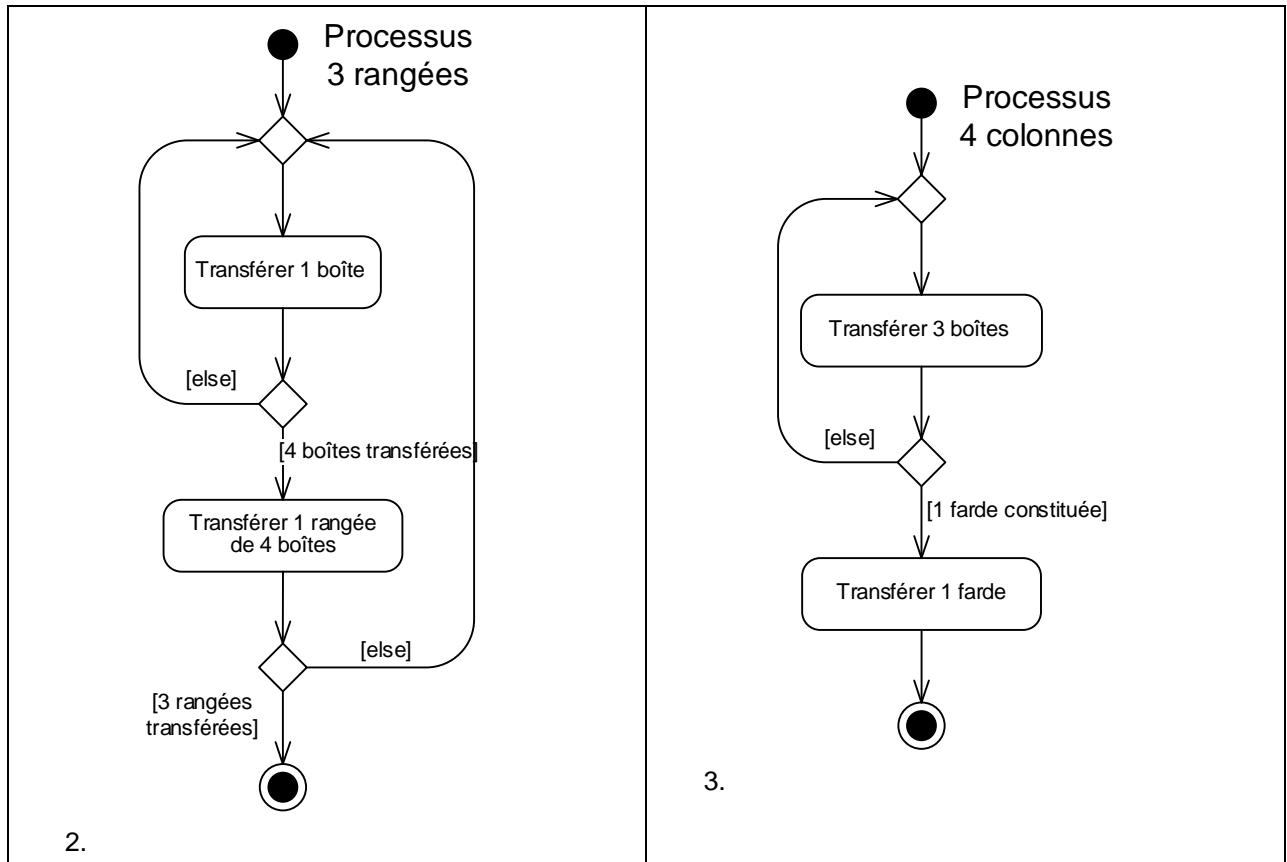 Processus
3 rangées
Transférer 1 boîte
[else]
[4 boîtes transférées]
Transférer 1 rangée
de 4 boîtes
[else]
[3 rangées
transférées]
2.
Processus
4 colonnes
Transférer 3 boîtes
[else]
[1 farde constituée]
Transférer 1 farde
3.